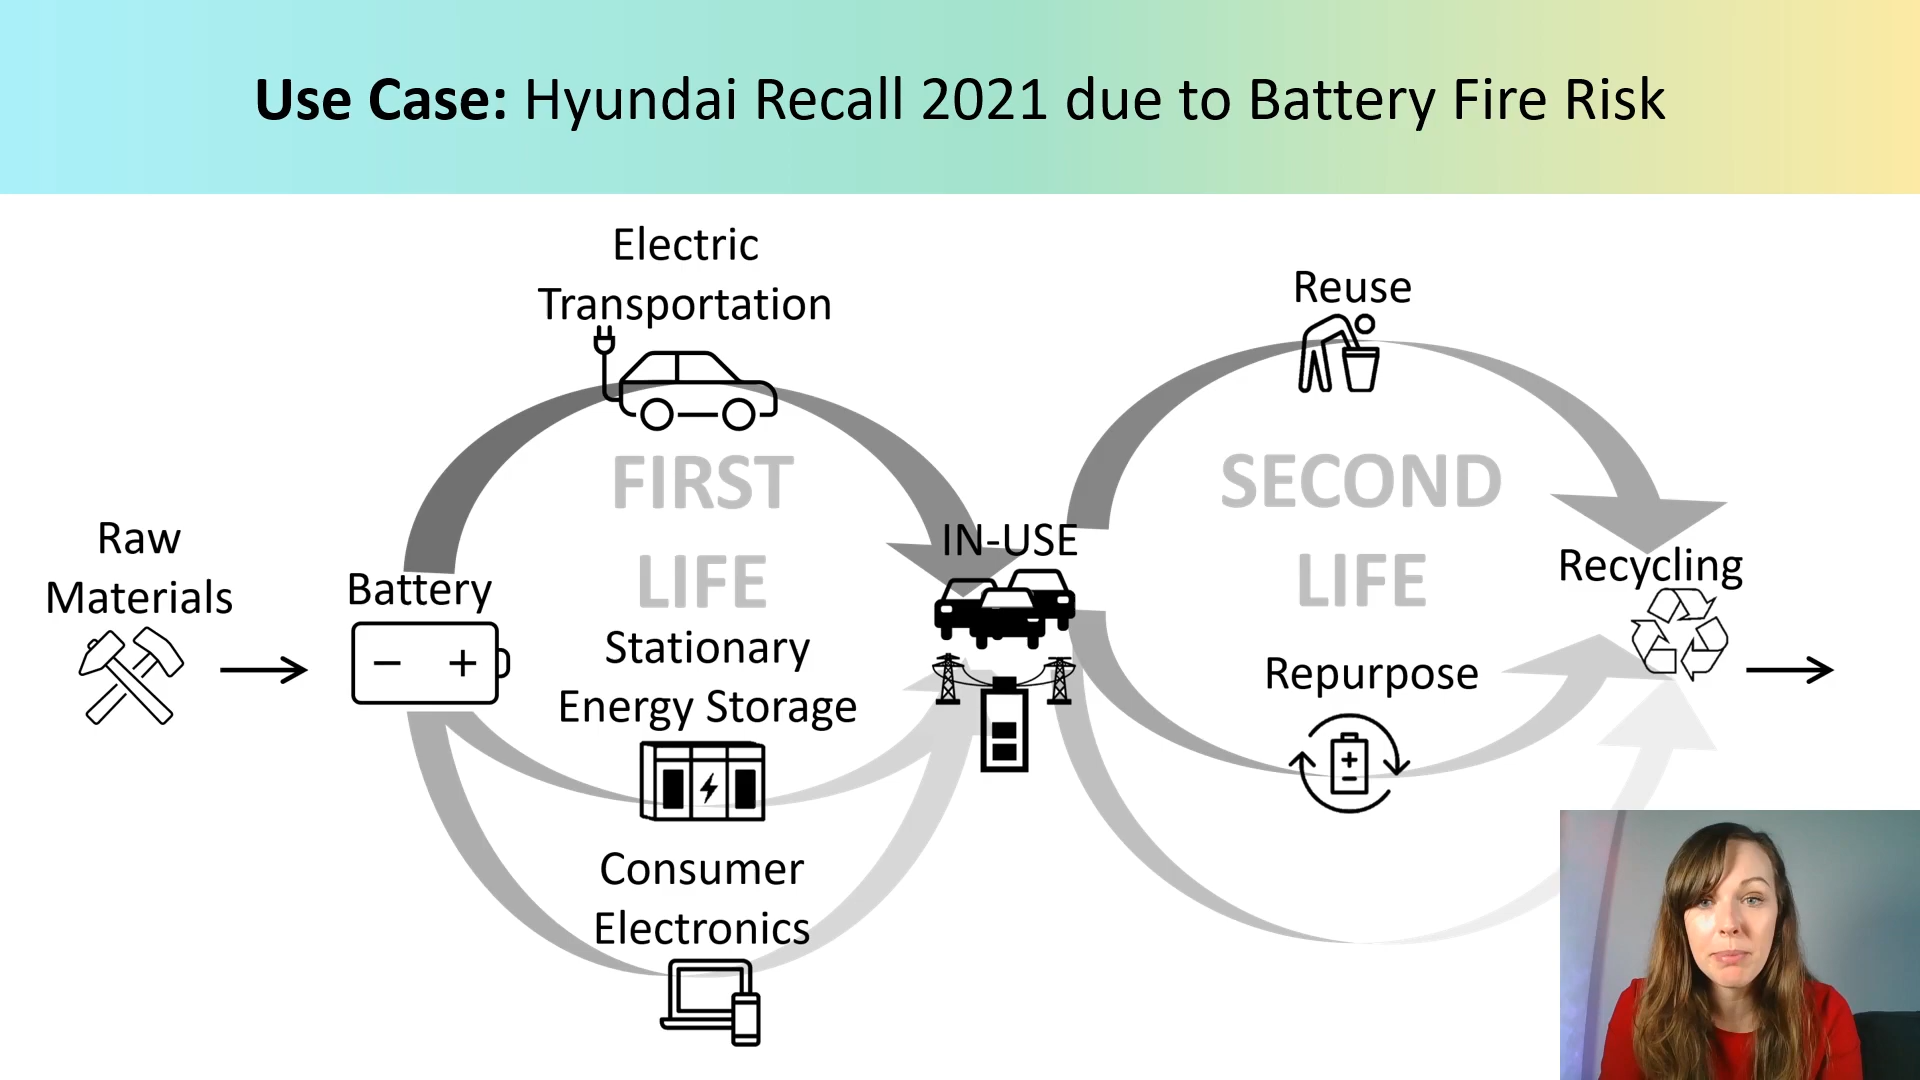 Use Case: Hyundai Recall 2021 due to Battery Fire Risk
Electric
Transportation
Reuse
FIRST
LIFE
SECOND
LIFE
Raw
Materials
Battery
IN-USE
Recycling
Stationary
Energy Storage
Repurpose
Consumer
Electronics